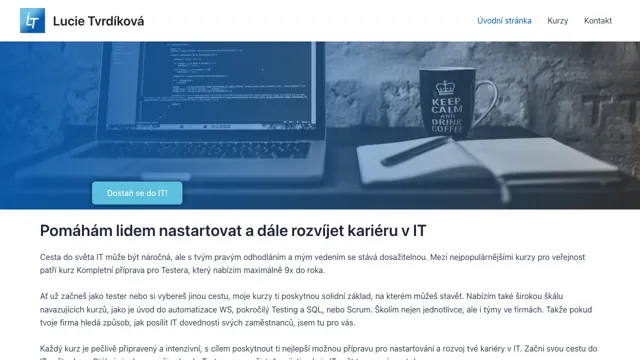 LT
Lucie Tvrdíková
Úvodní stránka
Kurzy
Kontakt
KEEP
CALM
AND
DRINK
COFFEE
Dostaň se do IT!
Pomáhám lidem nastartovat a dále rozvíjet kariéru v IT
Cesta do světa IT může být náročná, ale s tvým pravým odhodláním a mým vedením se stává dosažitelnou. Mezi nejpopulárnějšími kurzy pro veřejnost
patří kurz Kompletní příprava pro Testera, který nabízím maximálně 9x do roka.
Ať už začneš jako tester nebo si vybereš jinou cestu, moje kurzy ti poskytnou solidní základ, na kterém můžeš stavět. Nabízím také širokou škálu
navazujících kurzů, jako je úvod do automatizace WS, pokročilý Testing a SQL, nebo Scrum. Školím nejen jednotlivce, ale i týmy ve firmách. Takže pokud
tvoje firma hledá způsob, jak posílit IT dovednosti svých zaměstnanců, jsem tu pro vás.
Každý kurz je pečlivě připravený a intenzivní, s cílem poskytnout ti nejlepší možnou přípravu pro nastartování a rozvoj tvé kariéry v IT. Začni svou cestu do